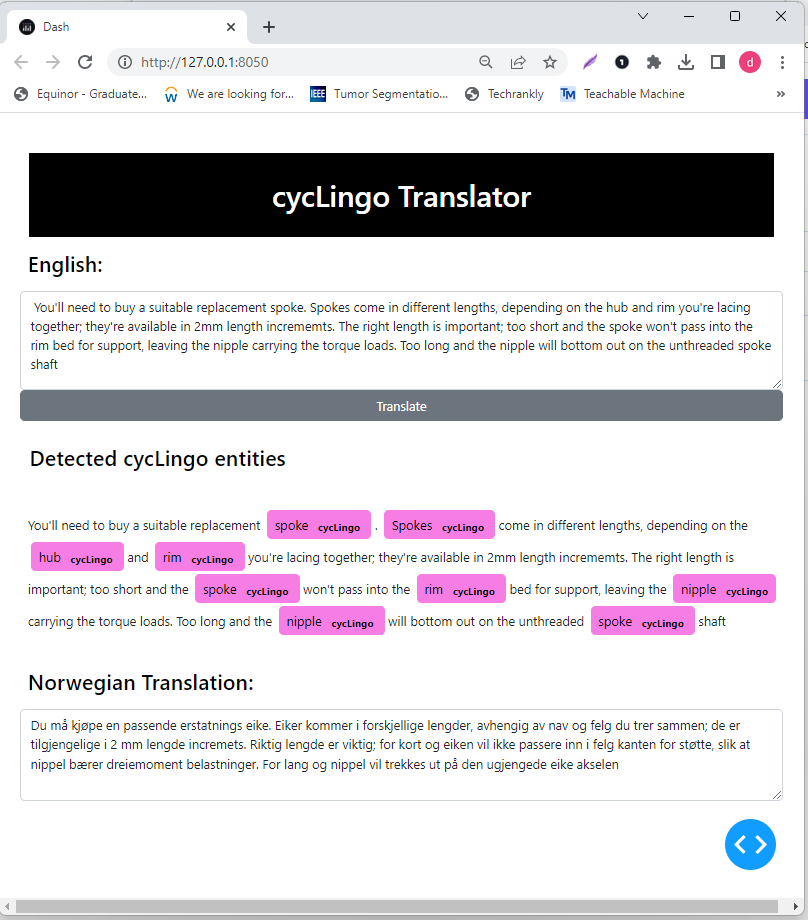 Dash
http://127.0.0.1:8050
1
d
Equinor - Graduate...
We are looking for...
IEEE
Tumor Segmentation...
Techrankly
TM
Teachable Machine
»
cycLingo Translator
English:
You'll need to buy a suitable replacement spoke. Spokes come in different lengths, depending on the hub and rim you're lacing
together; they're available in 2mm length incrememts. The right length is important; too short and the spoke won't pass into the
rim bed for support, leaving the nipple carrying the torque loads. Too long and the nipple will bottom out on the unthreaded spoke
shaft
Translate
Detected cycLingo entities
You'll need to buy a suitable replacement spoke cycLingo . Spokes cycLingo come in different lengths, depending on the
hub cycLingo and rim cycLingo you're lacing together; they're available in 2mm length incrememts. The right length is
important; too short and the spoke cycLingo won't pass into the rim cycLingo bed for support, leaving the nipple cycLingo
carrying the torque loads. Too long and the nipple cycLingo will bottom out on the unthreaded spoke cycLingo shaft
Norwegian Translation:
Du må kjøpe en passende erstatnings eike. Eiker kommer i forskjellige lengder, avhengig av nav og felg du trer sammen; de er
tilgjengelige i 2 mm lengde incremets. Riktig lengde er viktig; for kort og eiken vil ikke passere inn i felg kanten for støtte, slik at
nippel bærer dreiemoment belastninger. For lang og nippel vil trekkes ut på den ugjengede eike akselen